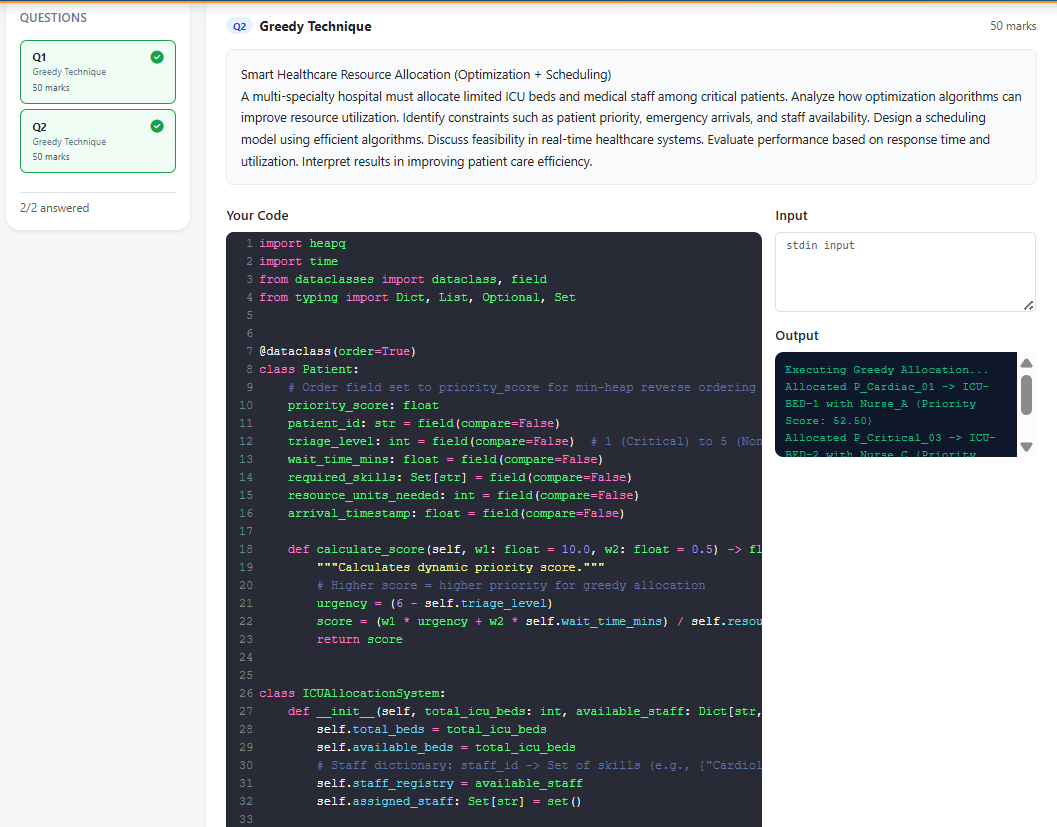 QUESTIONS
Q1
Greedy Technique
50 marks
Q2
Greedy Technique
50 marks
2/2 answered
Q2 Greedy Technique 50 marks
Smart Healthcare Resource Allocation (Optimization + Scheduling)
A multi-specialty hospital must allocate limited ICU beds and medical staff among critical patients. Analyze how optimization algorithms can
improve resource utilization. Identify constraints such as patient priority, emergency arrivals, and staff availability. Design a scheduling
model using efficient algorithms. Discuss feasibility in real-time healthcare systems. Evaluate performance based on response time and
utilization. Interpret results in improving patient care efficiency.
Your Code
1 import heapq
2 import time
3 from dataclasses import dataclass, field
4 from typing import Dict, List, Optional, Set
5
6
7 @dataclass(order=True)
8 class Patient:
9     # Order field set to priority_score for min-heap reverse ordering
10     priority_score: float
11     patient_id: str = field(compare=False)
12     triage_level: int = field(compare=False)  # 1 (Critical) to 5 (Non
13     wait_time_mins: float = field(compare=False)
14     required_skills: Set[str] = field(compare=False)
15     resource_units_needed: int = field(compare=False)
16     arrival_timestamp: float = field(compare=False)
17
18     def calculate_score(self, w1: float = 10.0, w2: float = 0.5) -> fl
19         """Calculates dynamic priority score."""
20         # Higher score = higher priority for greedy allocation
21         urgency = (6 - self.triage_level)
22         score = (w1 * urgency + w2 * self.wait_time_mins) / self.resou
23         return score
24
25
26 class ICUAllocationSystem:
27     def __init__(self, total_icu_beds: int, available_staff: Dict[str,
28         self.total_beds = total_icu_beds
29         self.available_beds = total_icu_beds
30         # Staff dictionary: staff_id -> Set of skills (e.g., {"Cardiol
31         self.staff_registry = available_staff
32         self.assigned_staff: Set[str] = set()
33
Input
stdin input
Output
Executing Greedy Allocation...
Allocated P_Cardiac_01 -> ICU-
BED-1 with Nurse_A (Priority
Score: 52.50)
Allocated P_Critical_03 -> ICU-
BED-2 with Nurse_C (Priority